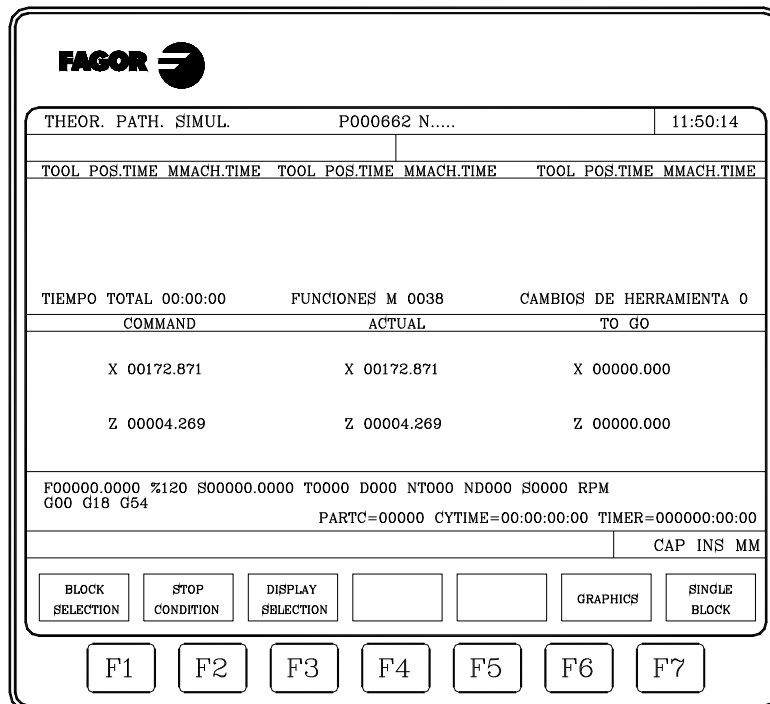 FAGOR
THEOR. PATH. SIMUL. P000662 N..... 11:50:14
TOOL POS.TIME MMACH.TIME TOOL POS.TIME MMACH.TIME TOOL POS.TIME MMACH.TIME
TIEMPO TOTAL 00:00:00 FUNCIONES M 0038 CAMBIOS DE HERRAMIENTA 0
COMMAND ACTUAL TO GO
X 00172.871 X 00172.871 X 00000.000
Z 00004.269 Z 00004.269 Z 00000.000
F00000.0000 %120 S00000.0000 T0000 D000 NT000 ND000 S0000 RPM
G00 G18 G54
PARTC=00000 CYTIME=00:00:00:00 TIMER=000000:00:00
CAP INS MM
BLOCK STOP DISPLAY GRAPHICS SINGLE
SELECTION CONDITION SELECTION BLOCK
F1 F2 F3 F4 F5 F6 F7